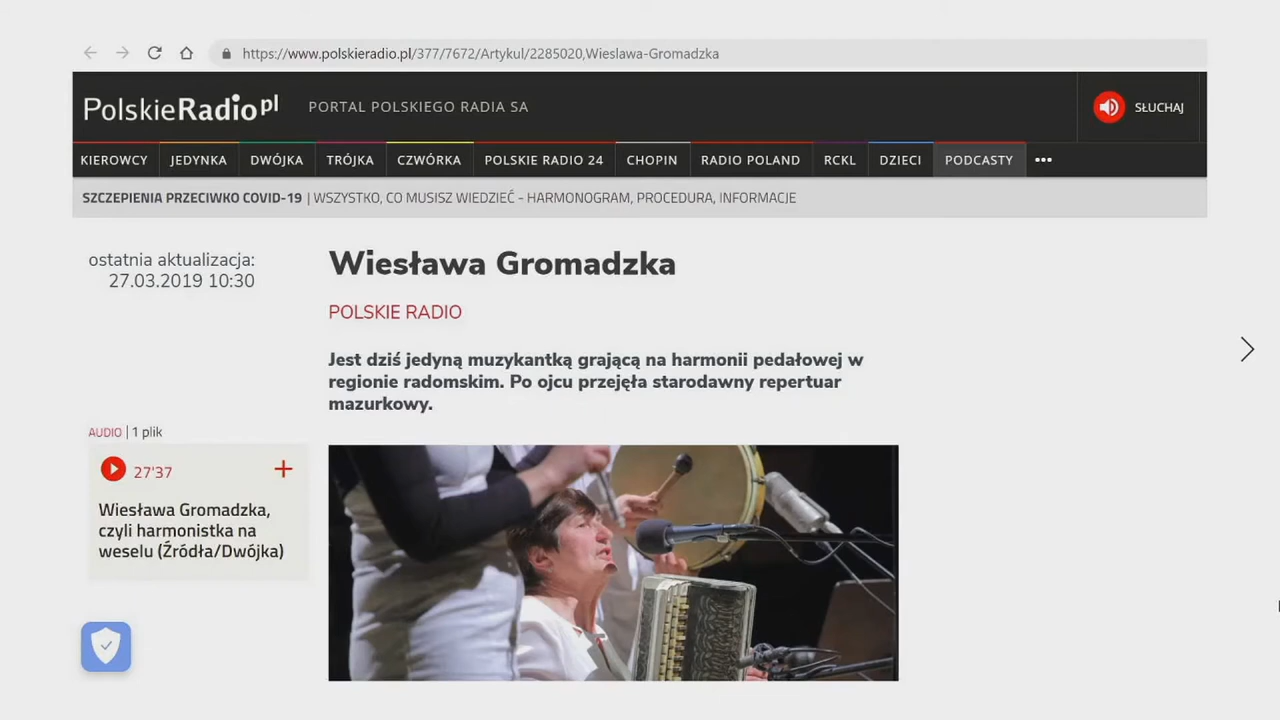 https://www.polskieradio.pl/377/7672/Artykul/2285020,Wieslawa-Gromadzka
PolskieRadio.pl PORTAL POLSKIEGO RADIA SA SŁUCHAJ
KIEROWCY JEDYNKA DWÓJKA TRÓJKA CZWÓRKA POLSKIE RADIO 24 CHOPIN RADIO POLAND RCKL DZIECI PODCASTY •••
SZCZEPIENIA PRZECIWKO COVID-19 | WSZYSTKO, CO MUSISZ WIEDZIEĆ - HARMONOGRAM, PROCEDURA, INFORMACJE
ostatnia aktualizacja:
27.03.2019 10:30
Wiesława Gromadzka
POLSKIE RADIO
Jest dziś jedyną muzykantką grającą na harmonii pedałowej w
regionie radomskim. Po ojcu przejęła starodawny repertuar
mazurkowy.
AUDIO | 1 plik
27'37 +
Wiesława Gromadzka,
czyli harmonistka na
weselu (Źródła/Dwójka)